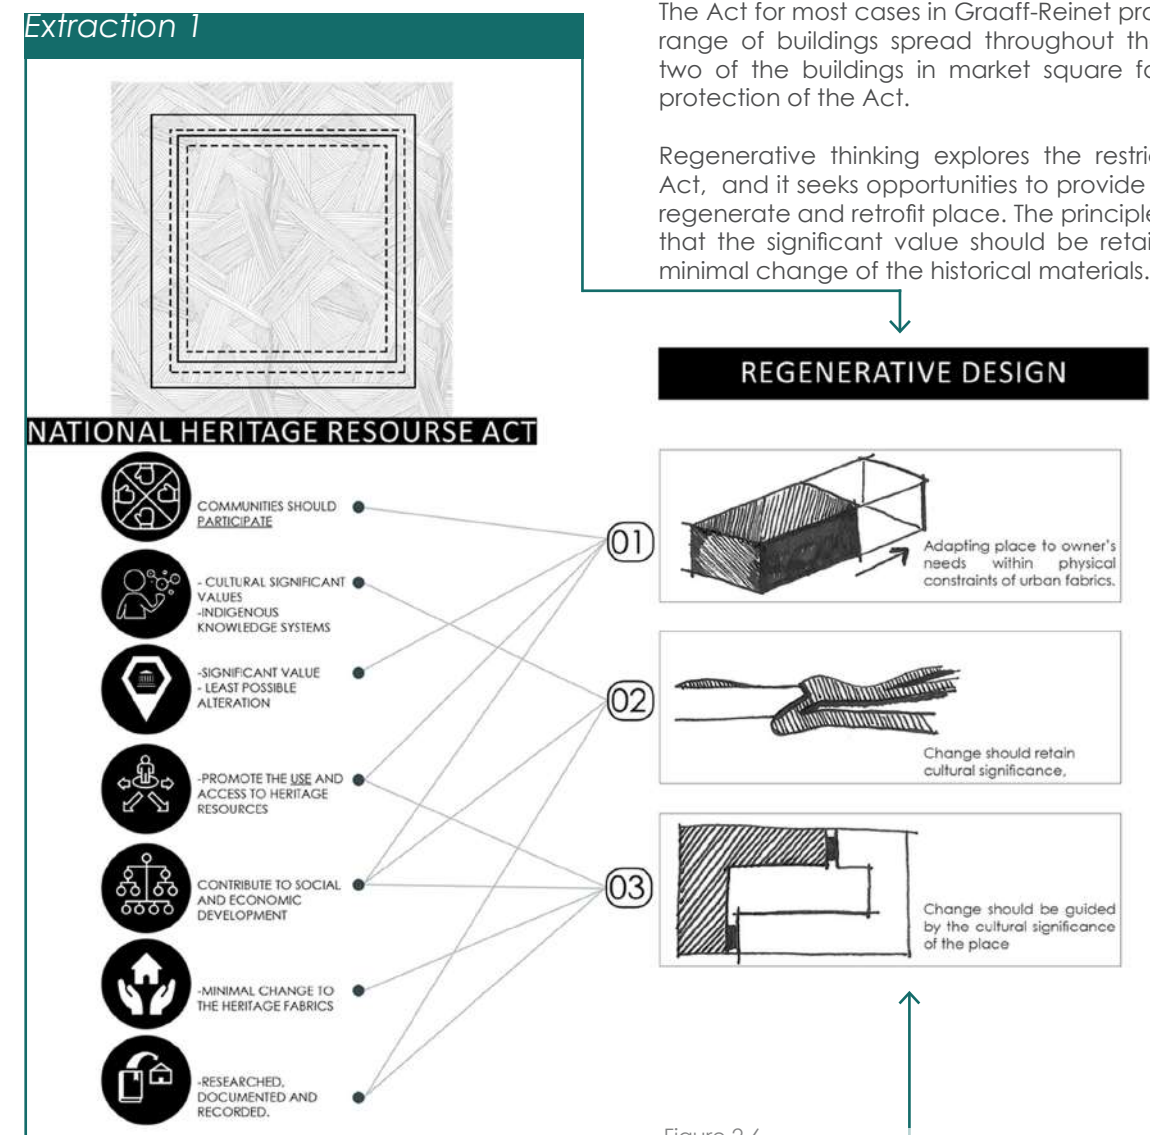 Extraction 1
The Act for most cases in Graaff-Reinet pro
range of buildings spread throughout th
two of the buildings in market square fo
protection of the Act.
Regenerative thinking explores the restric
Act, and it seeks opportunities to provide
regenerate and retrofit place. The principle
that the significant value should be retai
minimal change of the historical materials.
NATIONAL HERITAGE RESOURSE ACT
COMMUNITIES SHOULD
PARTICIPATE
- CULTURAL SIGNIFICANT
VALUES
-INDIGENOUS
KNOWLEDGE SYSTEMS
-SIGNIFICANT VALUE
- LEAST POSSIBLE
ALTERATION
-PROMOTE THE USE AND
ACCESS TO HERITAGE
RESOURCES
CONTRIBUTE TO SOCIAL
AND ECONOMIC
DEVELOPMENT
-MINIMAL CHANGE TO
THE HERITAGE FABRICS
-RESEARCHED,
DOCUMENTED AND
RECORDED.
REGENERATIVE DESIGN
01
Adapting place to owner's
needs within physical
constraints of urban fabrics.
02
Change should retain
cultural significance,
03
Change should be guided
by the cultural significance
of the place